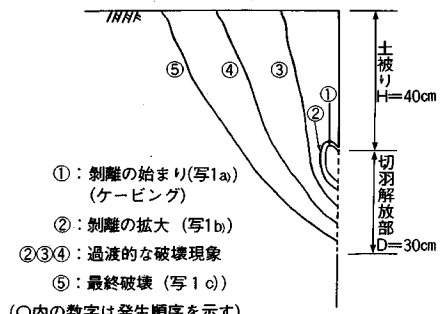 ⑤ ④ ③ ② ①
土被り
H=40cm
切羽解放部
D=30cm
①：剝離の始まり(写1a))
(ケービング)
②：剝離の拡大 (写1b))
②③④：過渡的な破壊現象
⑤：最終破壊 (写1c))
(○内の数字は発生順序を示す)